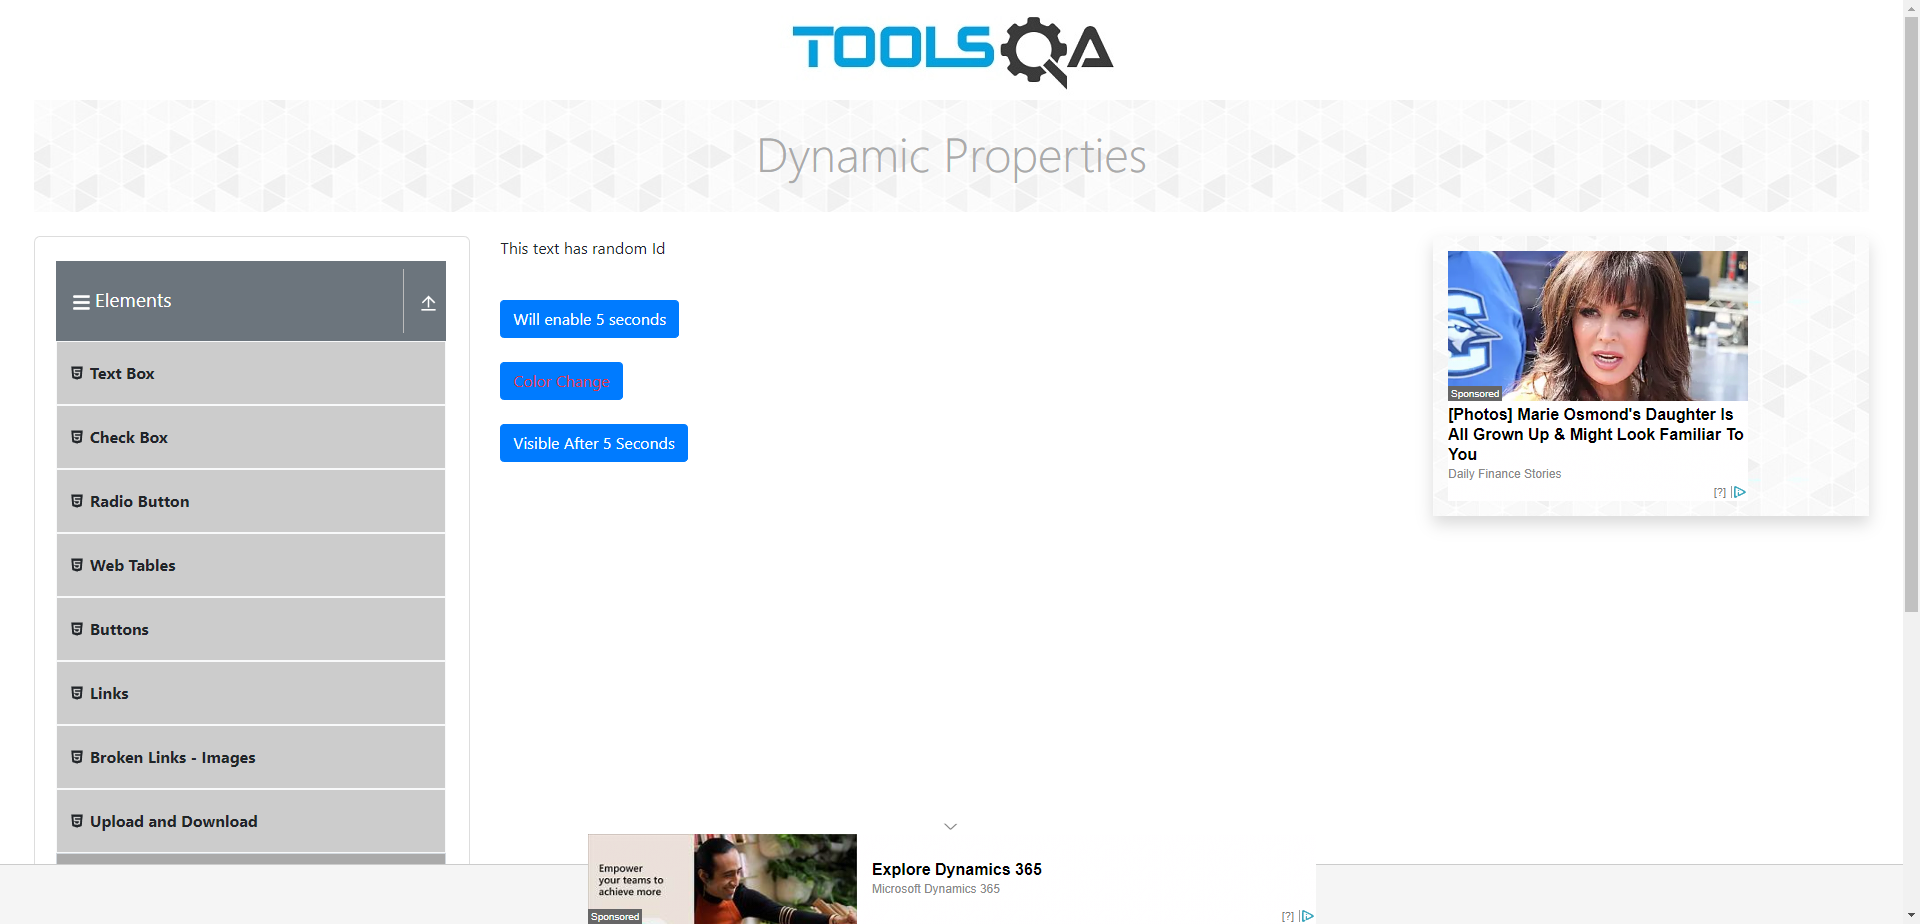 TOOLSQA
Dynamic Properties
Elements
Text Box
Check Box
Radio Button
Web Tables
Buttons
Links
Broken Links - Images
Upload and Download
This text has random Id
Will enable 5 seconds
Color Change
Visible After 5 Seconds
Sponsored
[Photos] Marie Osmond's Daughter Is
All Grown Up & Might Look Familiar To
You
Daily Finance Stories
[?]
Empower
your teams to
achieve more
Sponsored
Explore Dynamics 365
Microsoft Dynamics 365
[?]